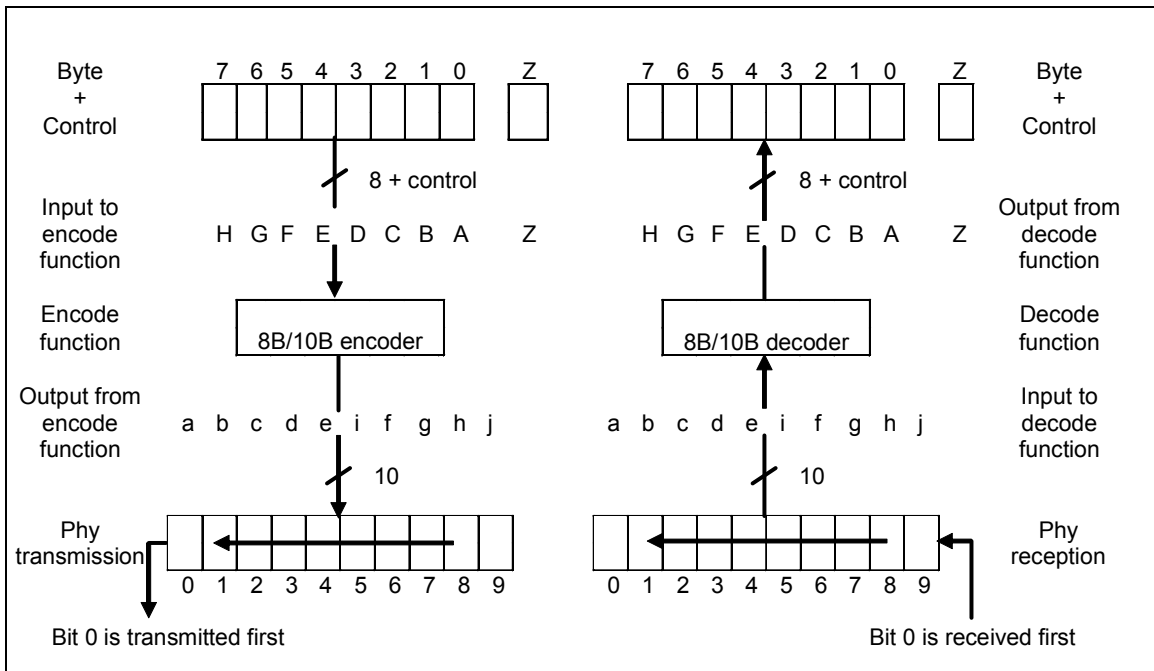 Byte
+
Control
7 6 5 4 3 2 1 0 Z
8 + control
Input to
encode
function
H G F E D C B A Z
Encode
function
8B/10B encoder
Output from
encode
function
a b c d e i f g h j
10
Phy
transmission
0 1 2 3 4 5 6 7 8 9
Bit 0 is transmitted first
7 6 5 4 3 2 1 0 Z
Byte
+
Control
8 + control
H G F E D C B A Z
Output from
decode
function
8B/10B decoder
Decode
function
a b c d e i f g h j
Input to
decode
function
10
Phy
reception
0 1 2 3 4 5 6 7 8 9
Bit 0 is received first